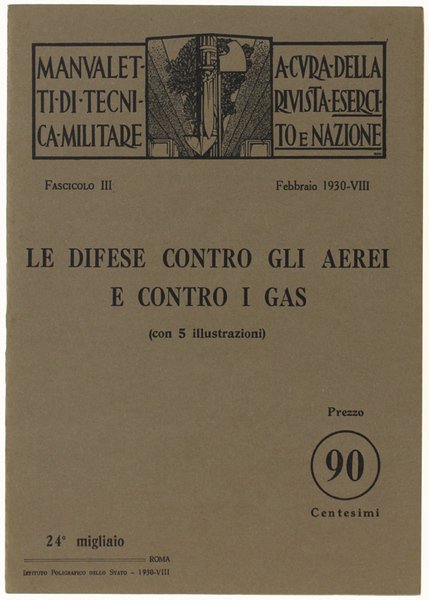 MANVALET-
TI·DI·TECNI-
CA·MILITARE
A·CVRA·DELLA
RIVISTA·ESERCI-
TO E NAZIONE
FASCICOLO III
Febbraio 1930-VIII
LE DIFESE CONTRO GLI AEREI
E CONTRO I GAS
(con 5 illustrazioni)
Prezzo
90
Centesimi
24° migliaio
ROMA
ISTITUTO POLIGRAFICO DELLO STATO - 1930-VIII